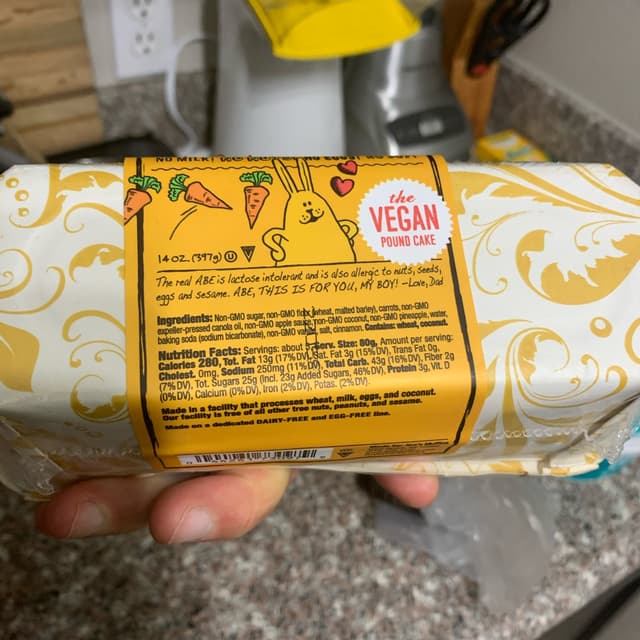 NO MILK!
the
VEGAN
POUND CAKE
14 OZ. (397g)
The real ABE is lactose intolerant and is also allergic to nuts, seeds,
eggs and sesame. ABE, THIS IS FOR YOU, MY BOY! -Love, Dad
Ingredients: Non-GMO sugar, non-GMO flour (wheat, malted barley), carrots, non-GMO
expeller-pressed canola oil, non-GMO apple sauce, non-GMO coconut, non-GMO pineapple, water,
baking soda (sodium bicarbonate), non-GMO salt, cinnamon. Contains: wheat, coconut.
Nutrition Facts: Servings: about Serv. Size: 80g, Amount per serving:
Calories 280, Tot. Fat 13g (17%DV), Sat. Fat 3g (15%DV), Trans Fat 0g,
Cholest. 0mg, Sodium 250mg (11%DV), Total Carb. 43g (16%DV), Fiber 2g
(7%DV), Tot. Sugars 25g (Incl. 23g Added Sugars, 46%DV), Protein 3g, Vit. D
(0%DV), Calcium (0%DV), Iron (2%DV), Potas. (2%DV).
Made in a facility that processes wheat, milk, eggs, and coconut.
Our facility is free of all other tree nuts, peanuts, and sesame.
Made on a dedicated DAIRY-FREE and EGG-FREE line.